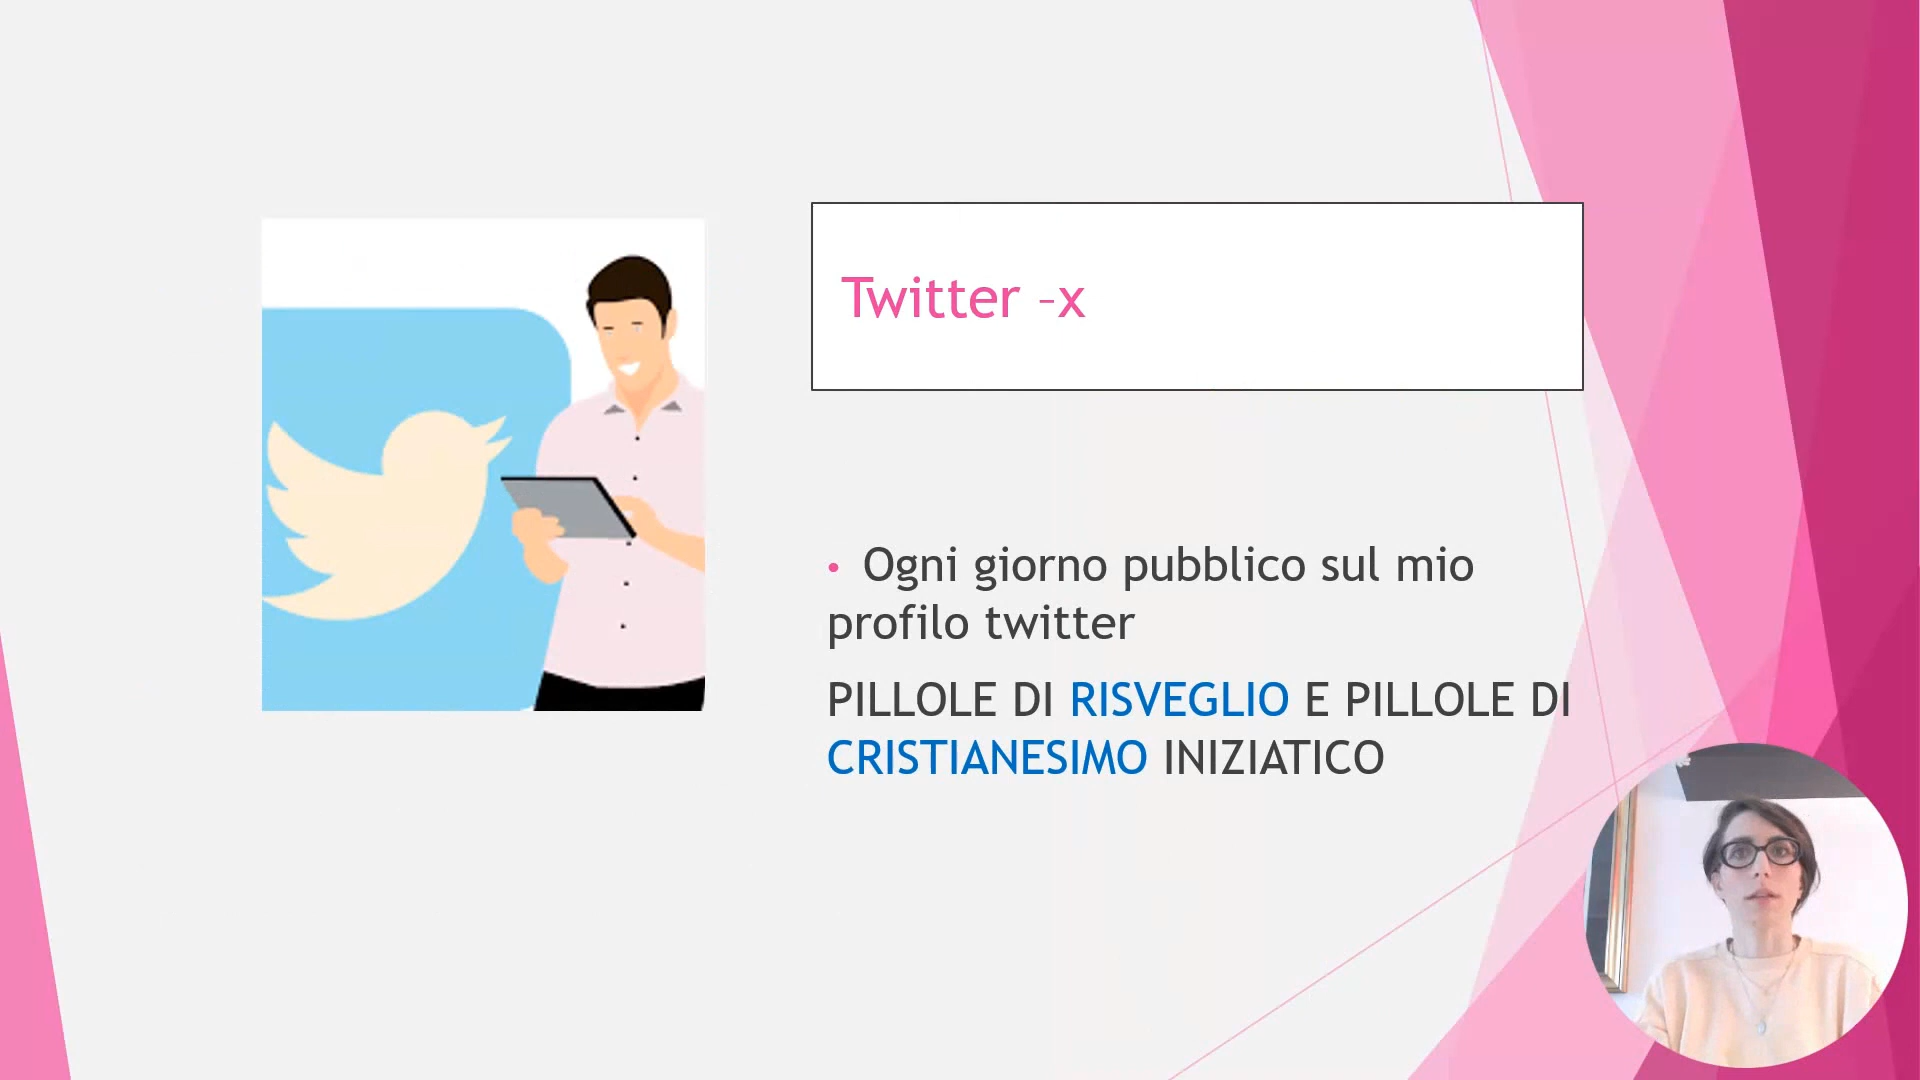 Twitter –x
• Ogni giorno pubblico sul mio
profilo twitter
PILLOLE DI RISVEGLIO E PILLOLE DI
CRISTIANESIMO INIZIATICO